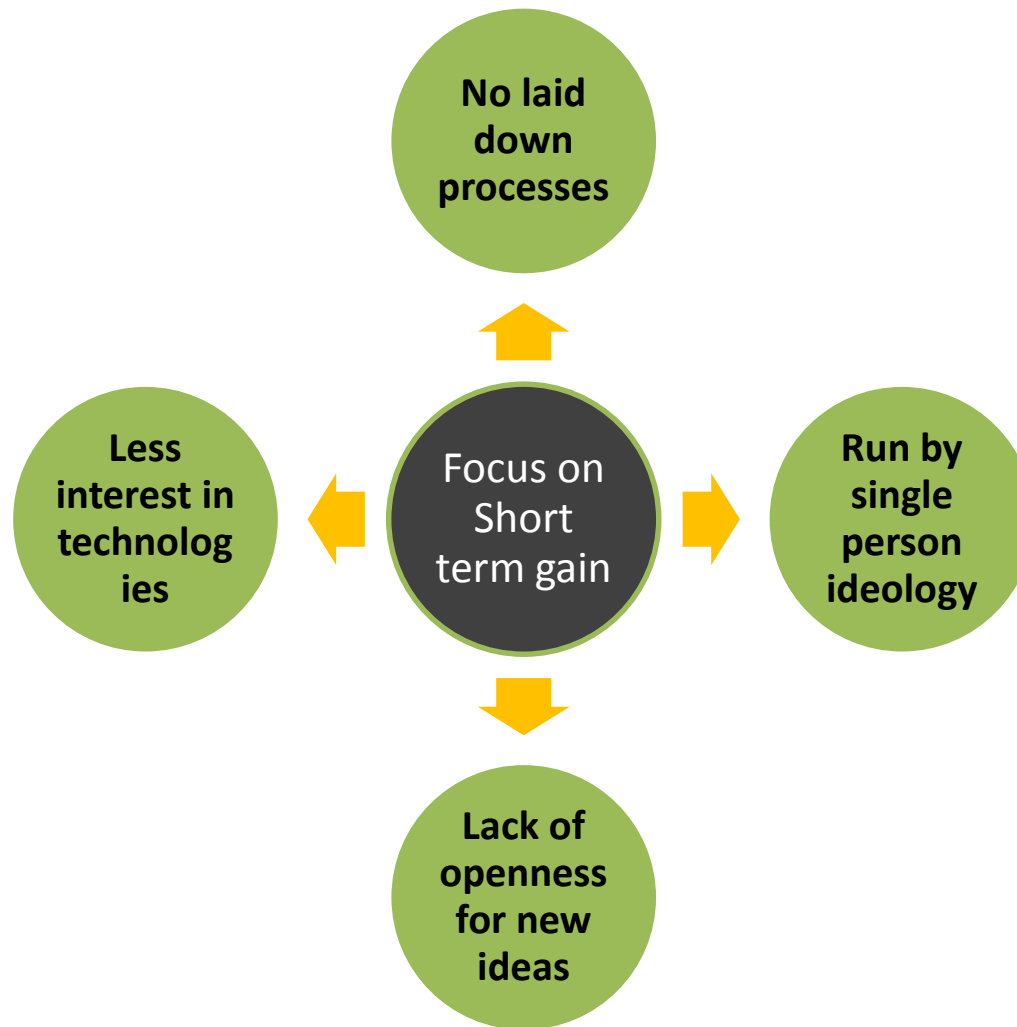 No laid
down
processes
Less
interest in
technolog
ies
Focus on
Short
term gain
Run by
single
person
ideology
Lack of
openness
for new
ideas